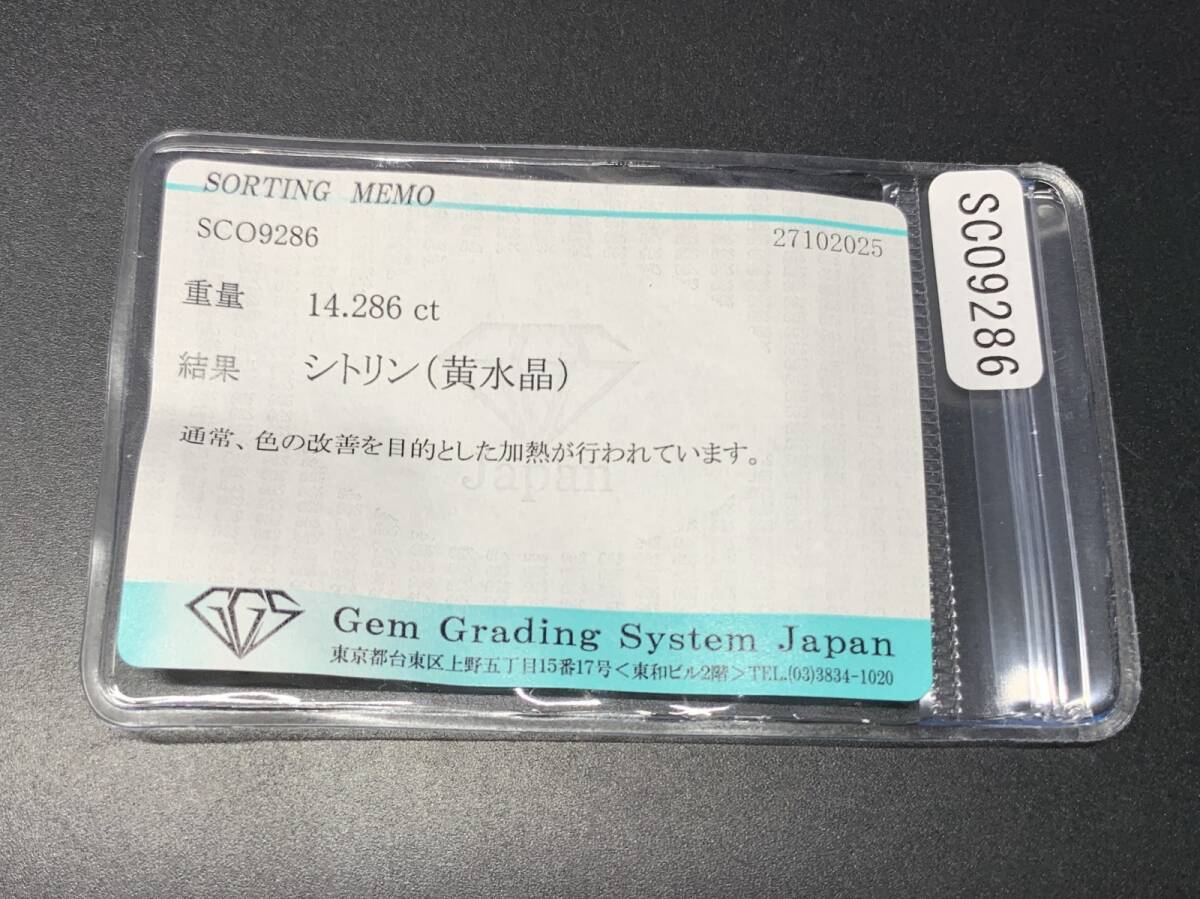 SORTING MEMO
SCO9286 27102025
重量 14.286 ct
結果 シトリン(黄水晶)
通常、色の改善を目的とした加熱が行われています。
Japan
GGS
Gem Grading System Japan
東京都台東区上野五丁目15番17号<東和ビル2階>TEL.(03)3834-1020
SCO9286